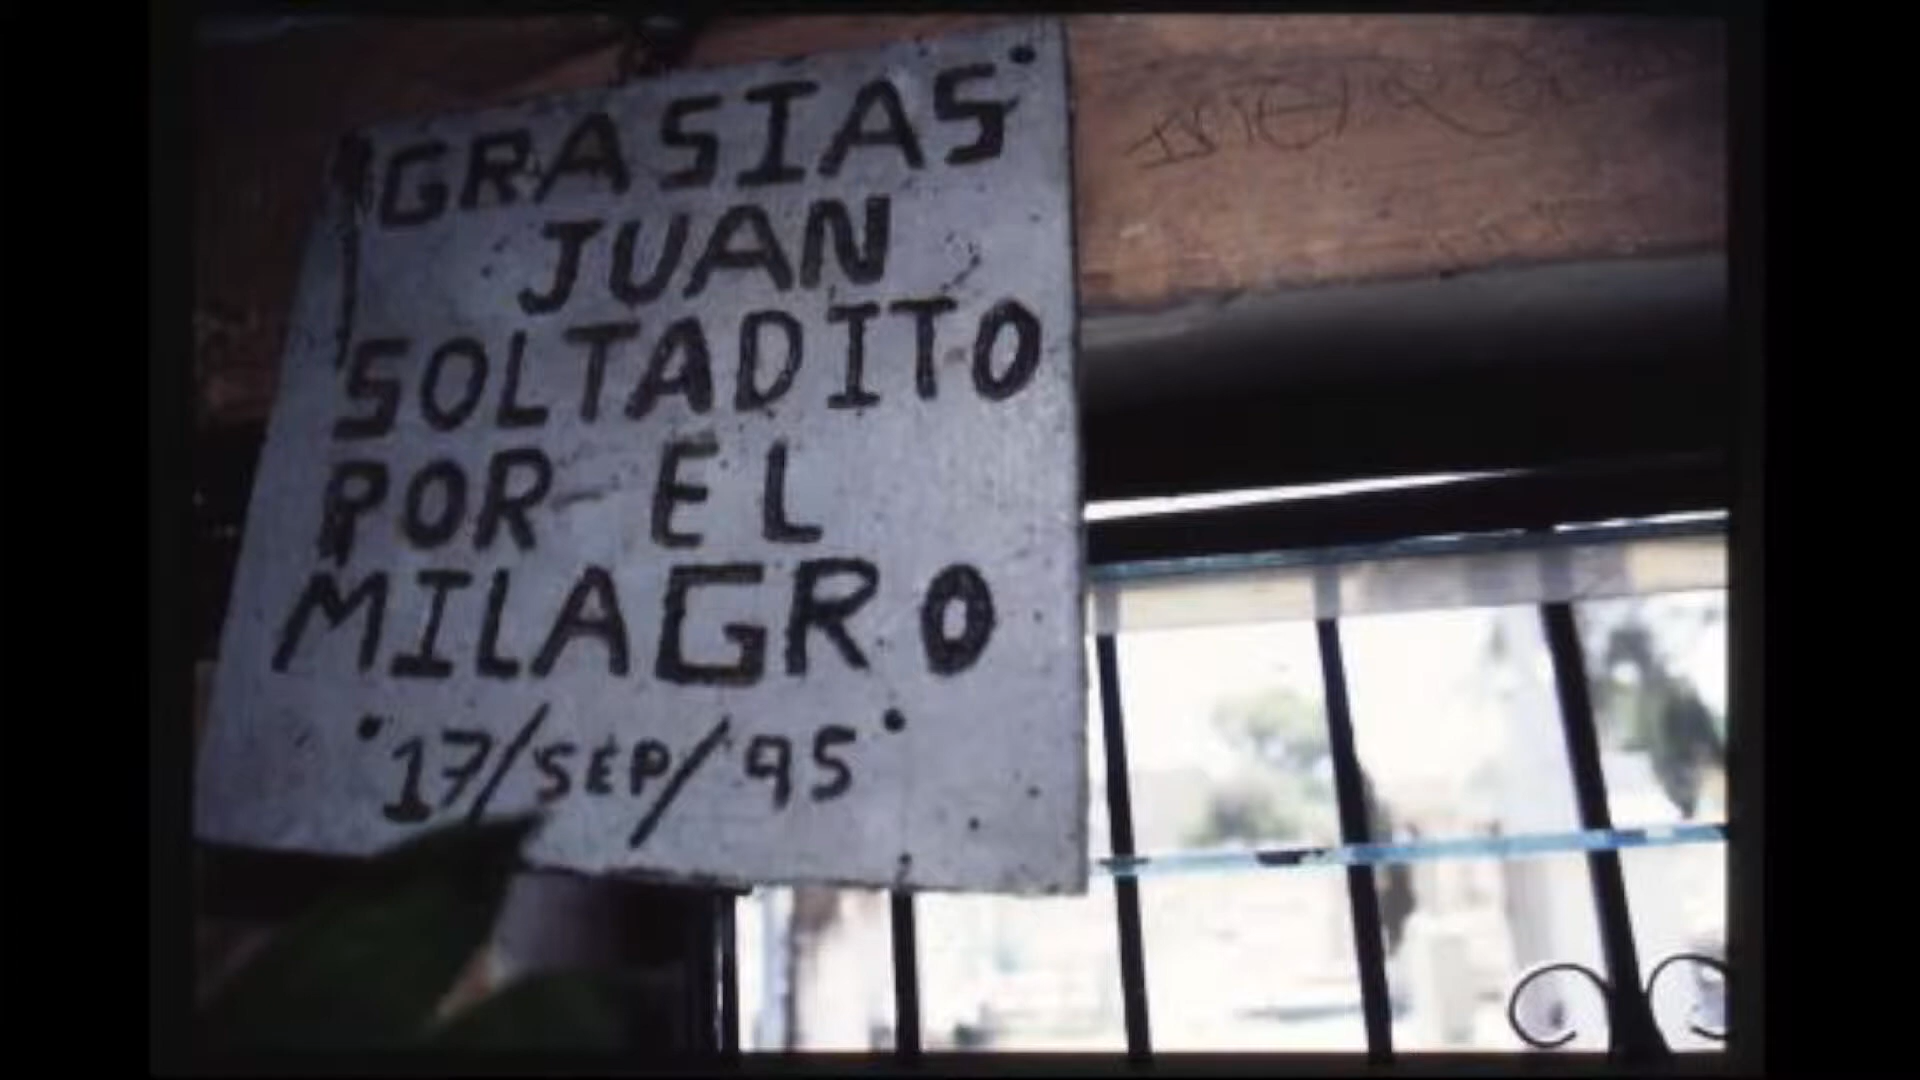 GRASIAS
JUAN
SOLTADITO
POR EL
MILAGRO
17/SEP/95